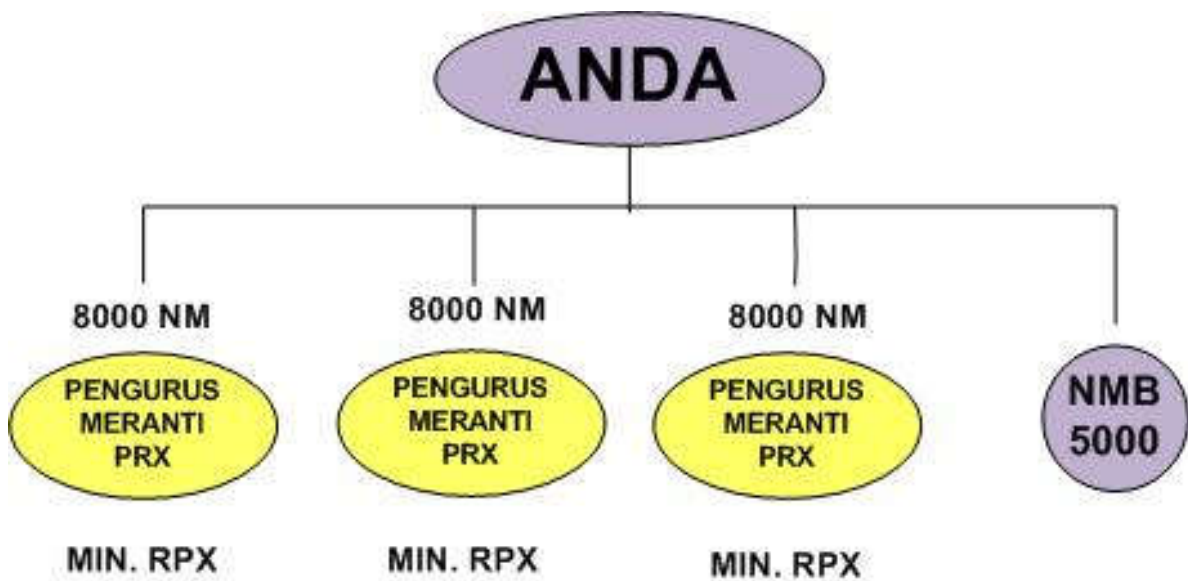 ANDA
8000 NM
8000 NM
8000 NM
PENGURUS
MERANTI
PRX
PENGURUS
MERANTI
PRX
PENGURUS
MERANTI
PRX
NMB
5000
MIN. RPX
MIN. RPX
MIN. RPX